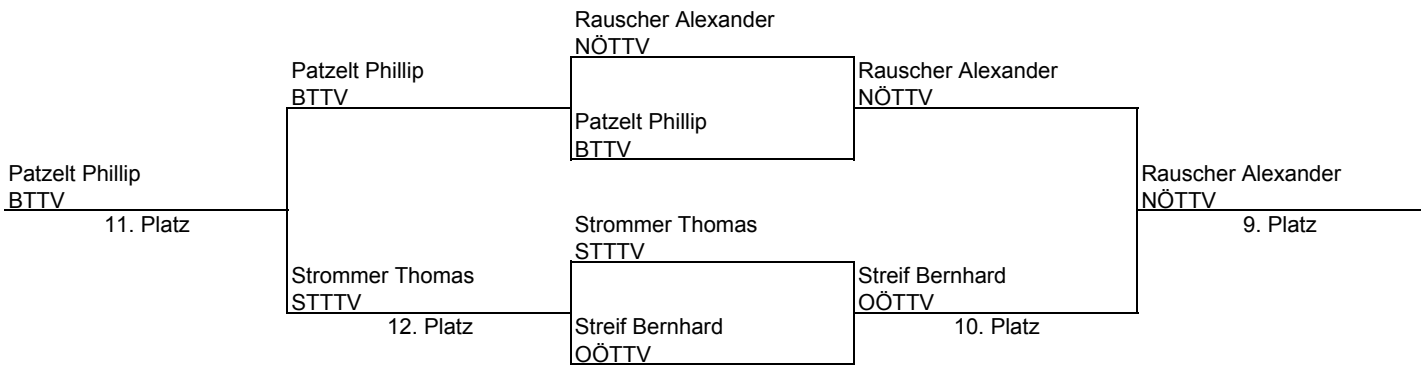 Rauscher Alexander
NÖTTV
Patzelt Phillip
BTTV
Rauscher Alexander
NÖTTV
Patzelt Phillip
BTTV
Patzelt Phillip
BTTV
11. Platz
Rauscher Alexander
NÖTTV
9. Platz
Strommer Thomas
STTTV
Strommer Thomas
STTTV
12. Platz
Streif Bernhard
OÖTTV
10. Platz
Streif Bernhard
OÖTTV